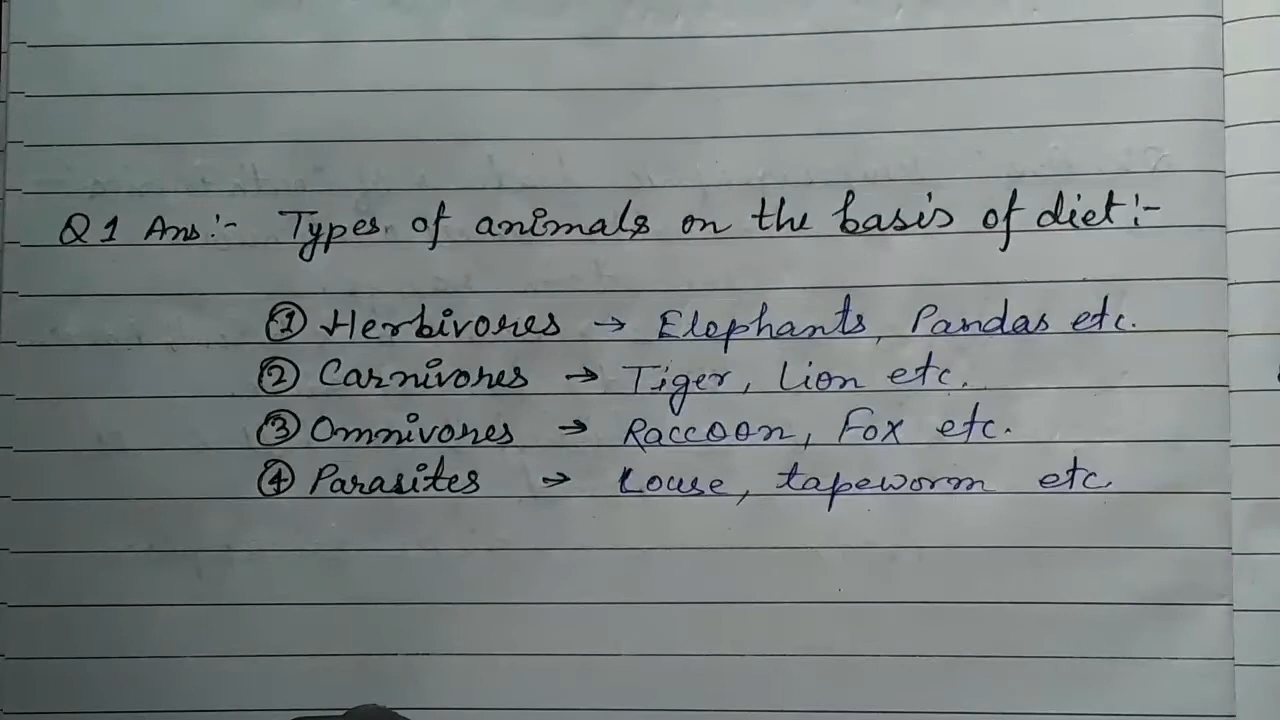 Q1 Ans:- Types of animals on the basis of diet:-
① Herbivores → Elephants, Pandas etc.
② Carnivores → Tiger, Lion etc.
③ Omnivores → Raccoon, Fox etc.
④ Parasites → Louse, tapeworm etc.